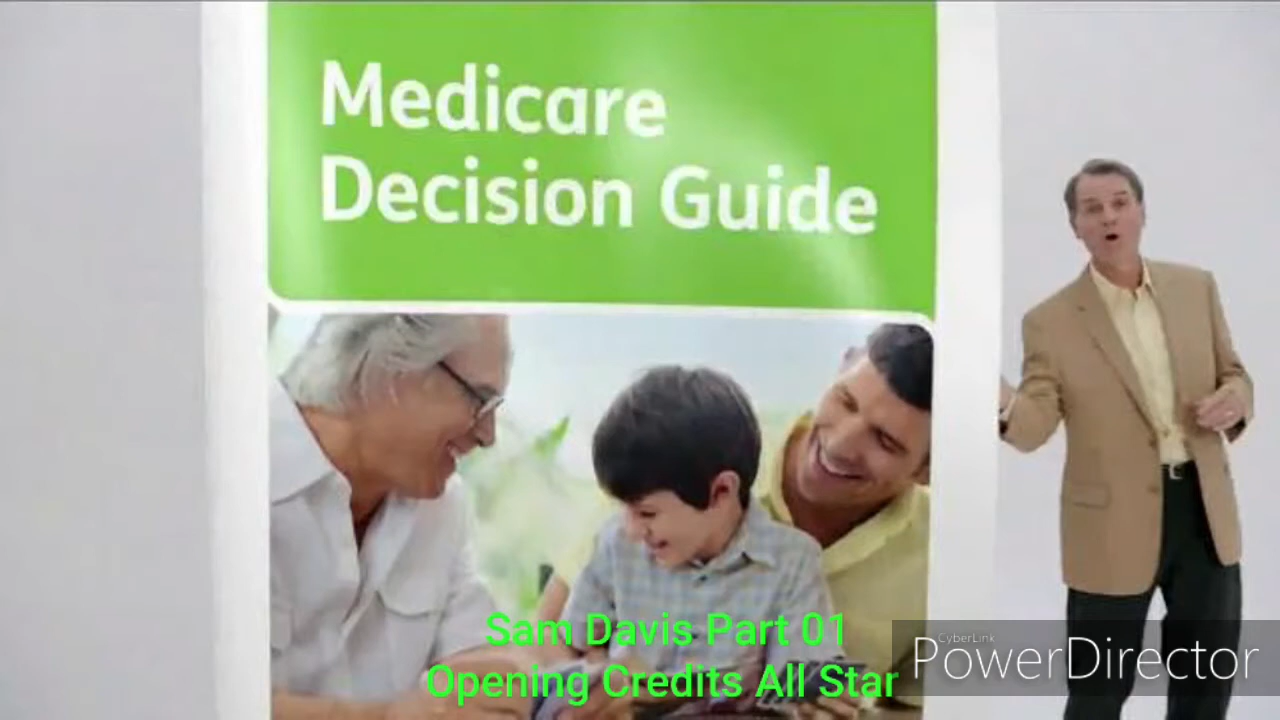 Medicare
Decision Guide
Sam Davis Part 01
Opening Credits All Star
CyberLink
PowerDirector